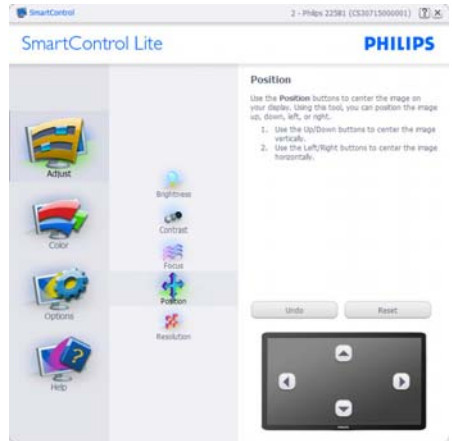 SmartControl
2 - Philips 225B1 (CS30715000001)
SmartControl Lite
PHILIPS
Adjust
Color
Options
Help
Brightness
Contrast
Focus
Position
Resolution
Position
Use the Position buttons to center the image on
your display. Using this tool, you can position the image
up, down, left, or right.
1. Use the Up/Down buttons to center the image
vertically.
2. Use the Left/Right buttons to center the image
horizontally.
Undo
Reset